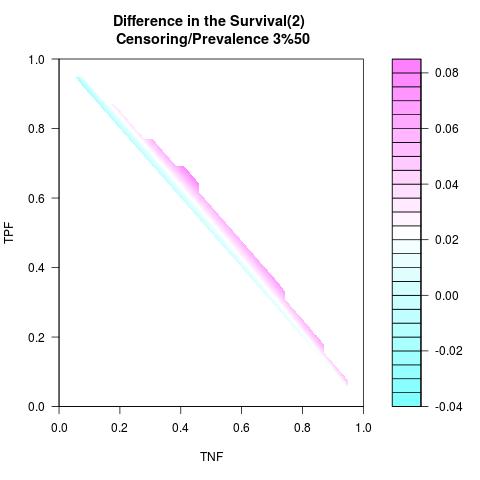 Difference in the Survival(2)
Censoring/Prevalence 3%50
1.0
0.8
0.6
0.4
0.2
0.0
TPF
0.0 0.2 0.4 0.6 0.8 1.0
TNF
0.08
0.06
0.04
0.02
0.00
-0.02
-0.04